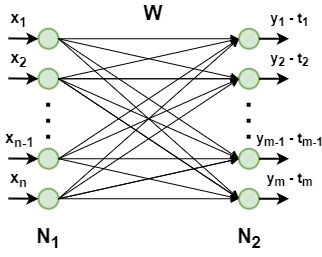 W
x1
y1 - t1
x2
y2 - t2
xn-1
ym-1 - tm-1
xn
ym - tm
N1
N2